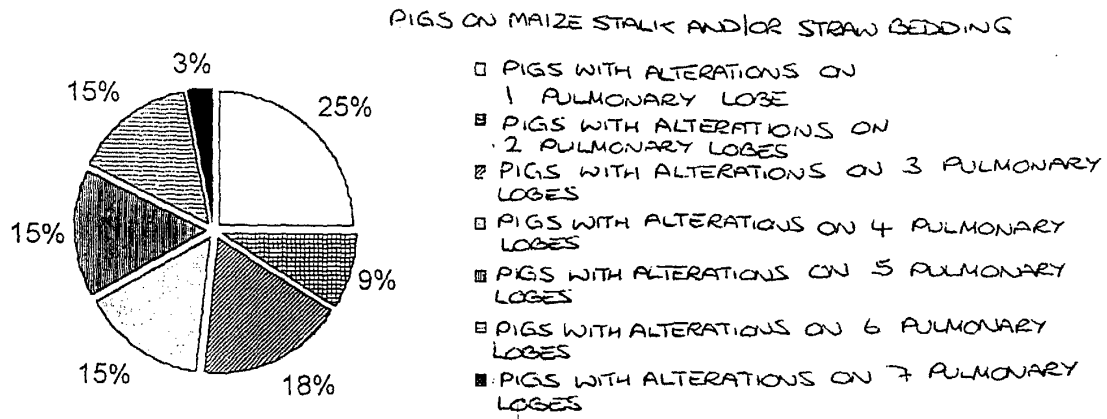 PIGS ON MAIZE STALK AND/OR STRAW BEDDING
PIGS WITH ALTERATIONS ON
1 PULMONARY LOBE
PIGS WITH ALTERATIONS ON
2 PULMONARY LOBES
PIGS WITH ALTERATIONS ON 3 PULMONARY
LOBES
PIGS WITH ALTERATIONS ON 4 PULMONARY
LOBES
PIGS WITH ALTERATIONS ON 5 PULMONARY
LOBES
PIGS WITH ALTERATIONS ON 6 PULMONARY
LOBES
PIGS WITH ALTERATIONS ON 7 PULMONARY
LOBES
3%
15%
25%
15%
9%
15%
18%